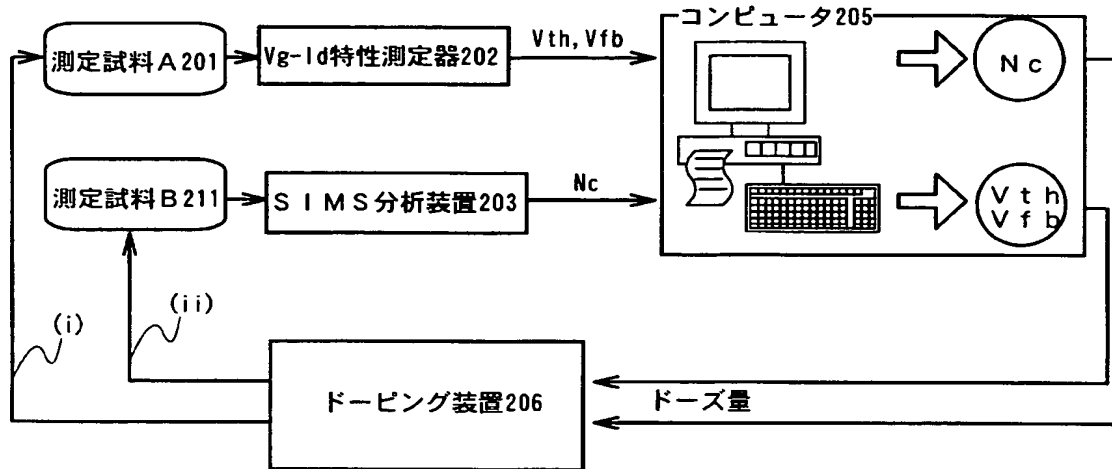 コンピュータ205
測定試料A201
Vg-Id特性測定器202
Vth,Vfb
Nc
測定試料B211
SIMS分析装置203
Nc
Vth
Vfb
(i)
(ii)
ドーピング装置206
ドーズ量